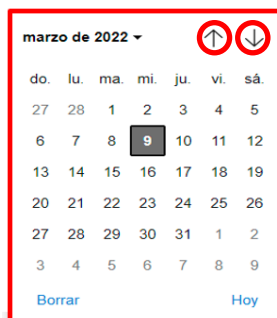 marzo de 2022
do. lu. ma. mi. ju. vi. sá.
27 28 1 2 3 4 5
6 7 8 9 10 11 12
13 14 15 16 17 18 19
20 21 22 23 24 25 26
27 28 29 30 31 1 2
3 4 5 6 7 8 9
Borrar Hoy